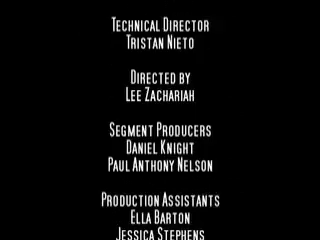 Technical Director
Tristan Nieto
Directed by
Lee Zachariah
Segment Producers
Daniel Knight
Paul Anthony Nelson
Production Assistants
Ella Barton
Jessica Stephens